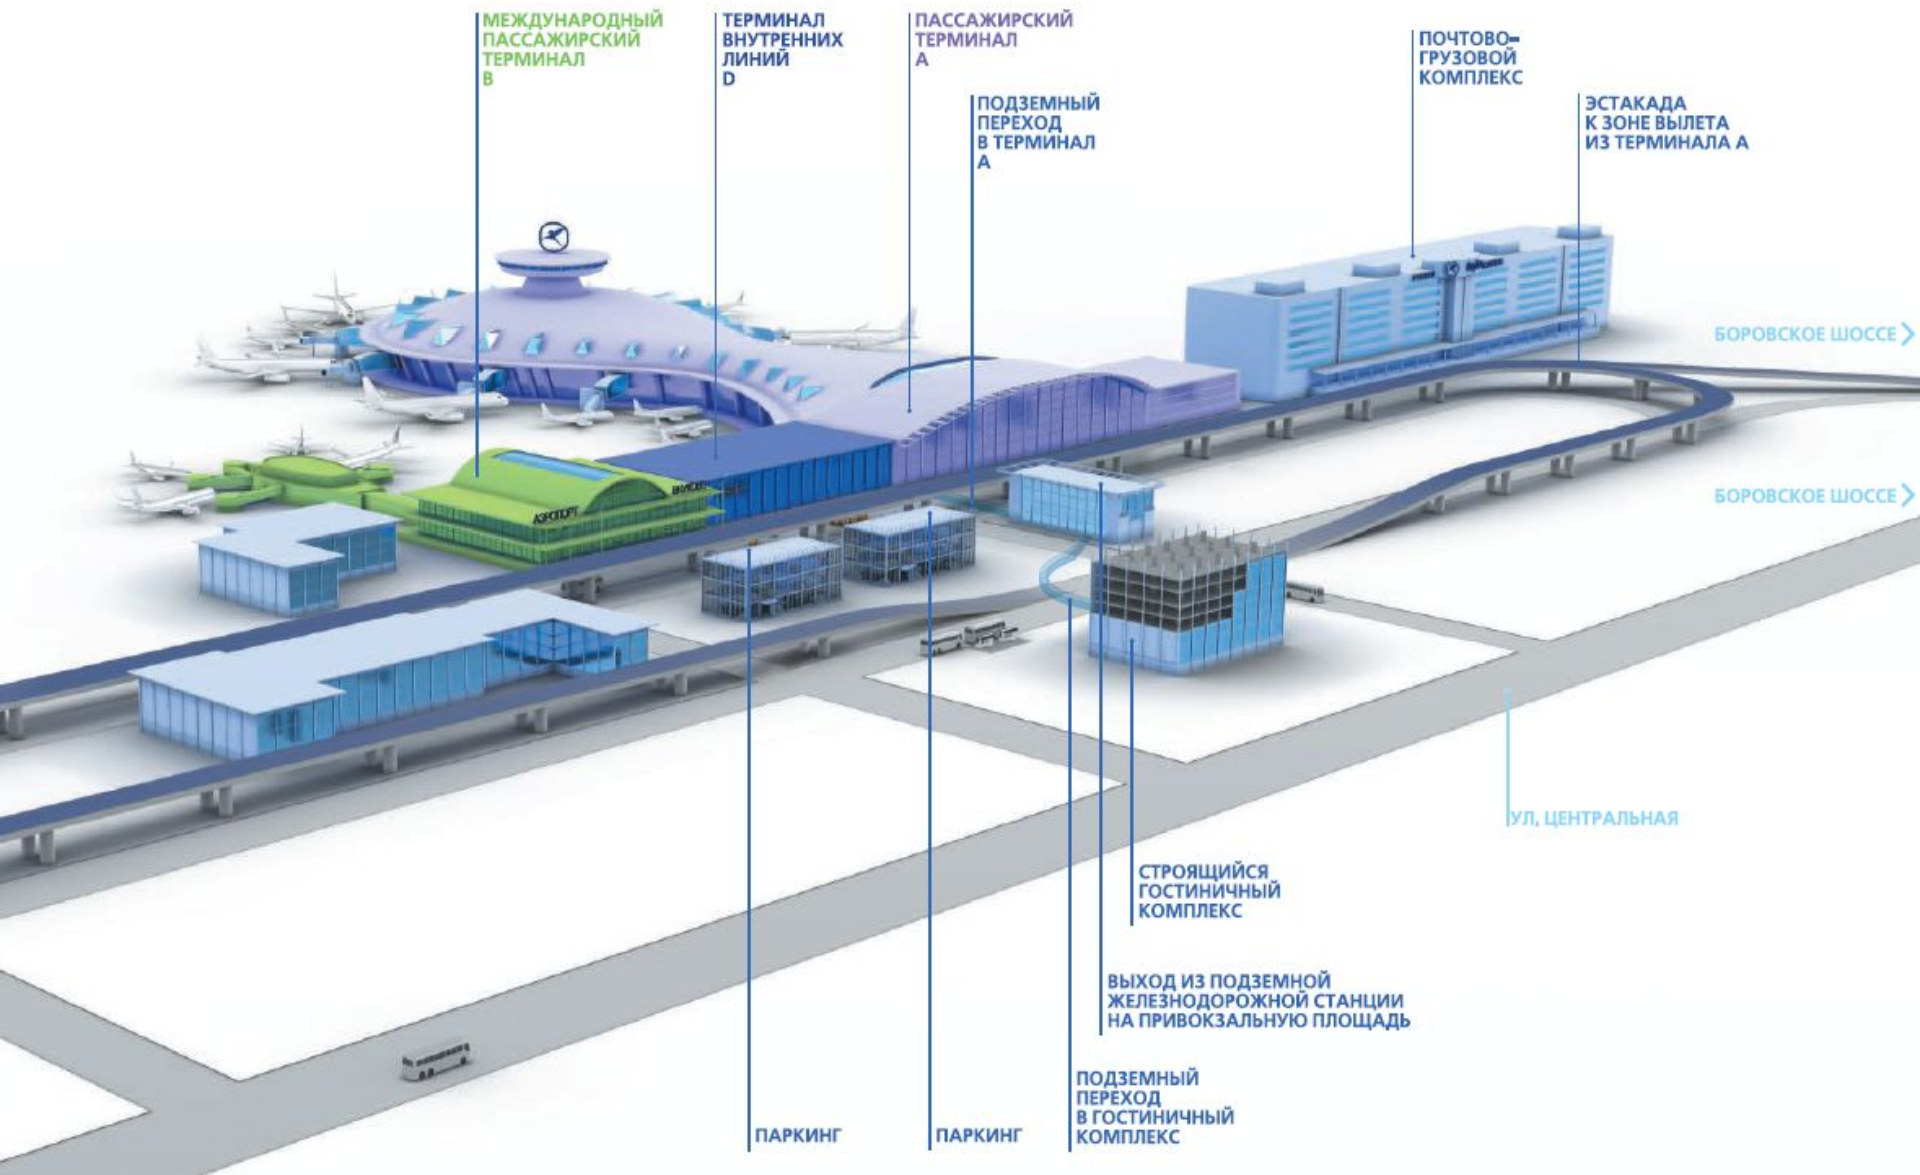 МЕЖДУНАРОДНЫЙ
ПАССАЖИРСКИЙ
ТЕРМИНАЛ
B
ТЕРМИНАЛ
ВНУТРЕННИХ
ЛИНИЙ
D
ПАССАЖИРСКИЙ
ТЕРМИНАЛ
А
ПОДЗЕМНЫЙ
ПЕРЕХОД
В ТЕРМИНАЛ
А
ПОЧТОВО-
ГРУЗОВОЙ
КОМПЛЕКС
ЭСТАКАДА
К ЗОНЕ ВЫЛЕТА
ИЗ ТЕРМИНАЛА А
БОРОВСКОЕ ШОССЕ
БОРОВСКОЕ ШОССЕ
АЭРОПОРТ
УЛ. ЦЕНТРАЛЬНАЯ
СТРОЯЩИЙСЯ
ГОСТИНИЧНЫЙ
КОМПЛЕКС
ВЫХОД ИЗ ПОДЗЕМНОЙ
ЖЕЛЕЗНОДОРОЖНОЙ СТАНЦИИ
НА ПРИВОКЗАЛЬНУЮ ПЛОЩАДЬ
ПОДЗЕМНЫЙ
ПЕРЕХОД
В ГОСТИНИЧНЫЙ
КОМПЛЕКС
ПАРКИНГ
ПАРКИНГ